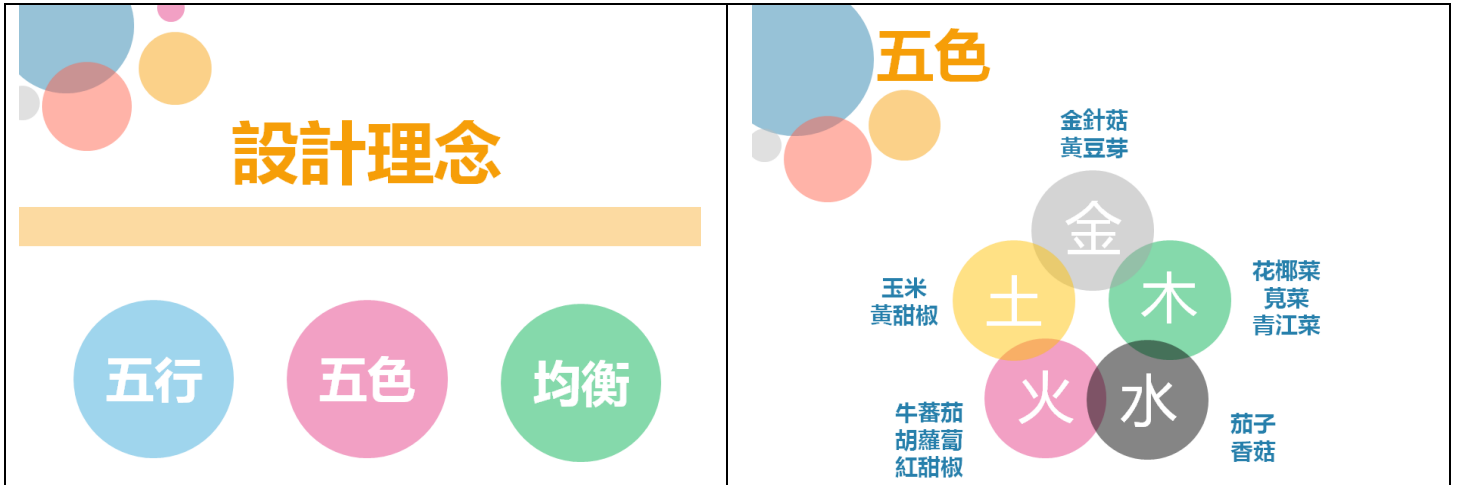 設計理念
五行
五色
均衡
五色
金針菇
黃豆芽
金
木
花椰菜
莧菜
青江菜
水
茄子
香菇
火
牛蕃茄
胡蘿蔔
紅甜椒
土
玉米
黃甜椒